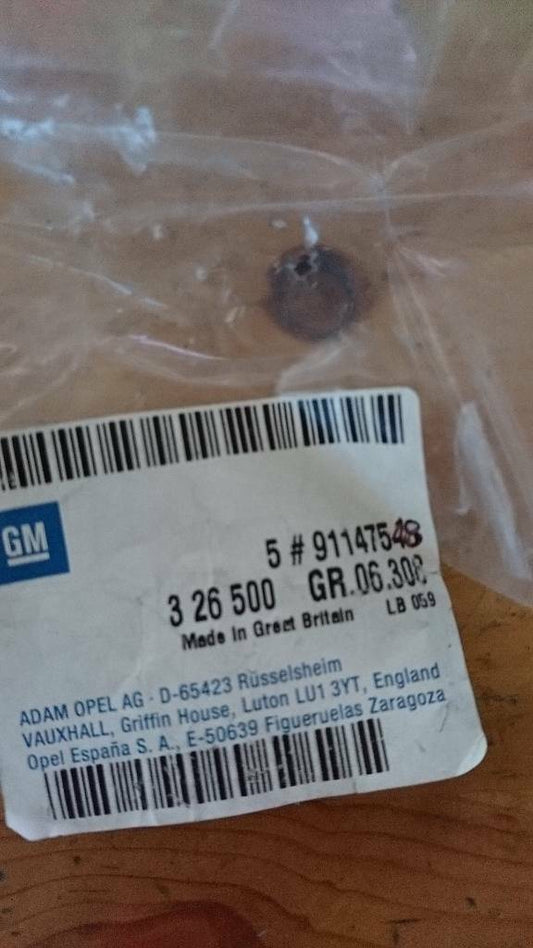 GM
5 # 91147548
3 26 500 GR.06.308
Made in Great Britain LB 059
ADAM OPEL AG · D-65423 Rüsselsheim
VAUXHALL, Griffin House, Luton LU1 3YT, England
Opel España S. A., E-50639 Figueruelas Zaragoza